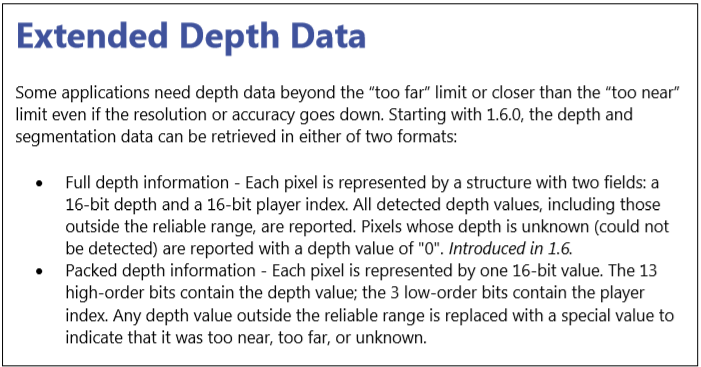 Extended Depth Data
Some applications need depth data beyond the “too far” limit or closer than the “too near”
limit even if the resolution or accuracy goes down. Starting with 1.6.0, the depth and
segmentation data can be retrieved in either of two formats:
• Full depth information - Each pixel is represented by a structure with two fields: a
16-bit depth and a 16-bit player index. All detected depth values, including those
outside the reliable range, are reported. Pixels whose depth is unknown (could not
be detected) are reported with a depth value of "0". Introduced in 1.6.
• Packed depth information - Each pixel is represented by one 16-bit value. The 13
high-order bits contain the depth value; the 3 low-order bits contain the player
index. Any depth value outside the reliable range is replaced with a special value to
indicate that it was too near, too far, or unknown.